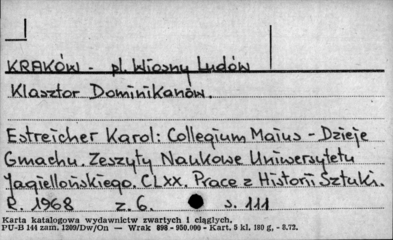 KRAKÓW - pl. Wiosny Ludów
Klasztor Dominikanów.
Estreicher Karol: Collegium Maius - Dzieje
Gmachu. Zeszyty Naukowe Uniwersytetu
Jagiellońskiego. CLXX. Prace z Historii Sztuki.
R. 1968 z. 6. s. 111
Karta katalogowa wydawnictw zwartych i ciągłych.
PU-B 144 zam. 1209/Dw/On — Wrak 898 - 950.000 - Kart. 5 kl. 180 g, - 8.72.